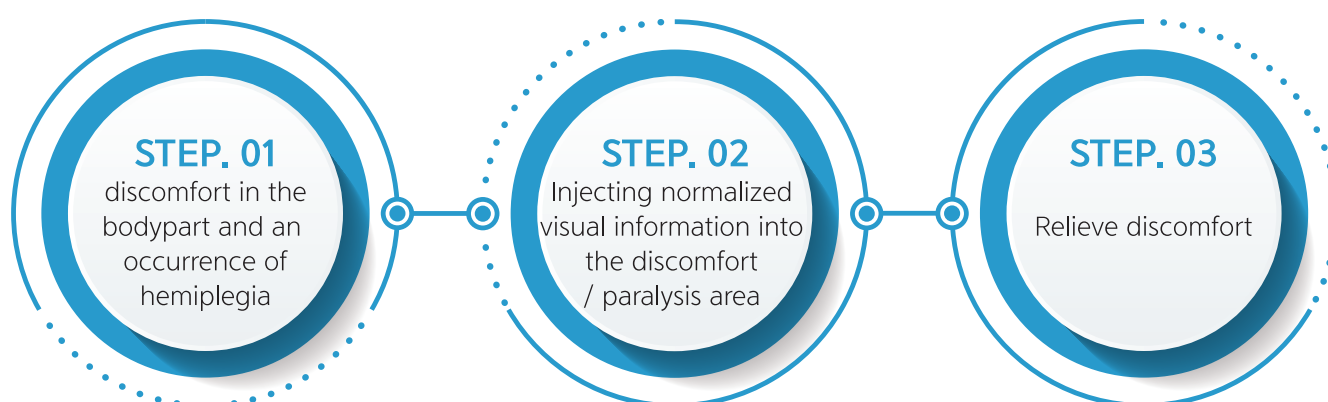 STEP. 01
discomfort in the
bodypart and an
occurrence of
hemiplegia
STEP. 02
Injecting normalized
visual information into
the discomfort
/ paralysis area
STEP. 03
Relieve discomfort